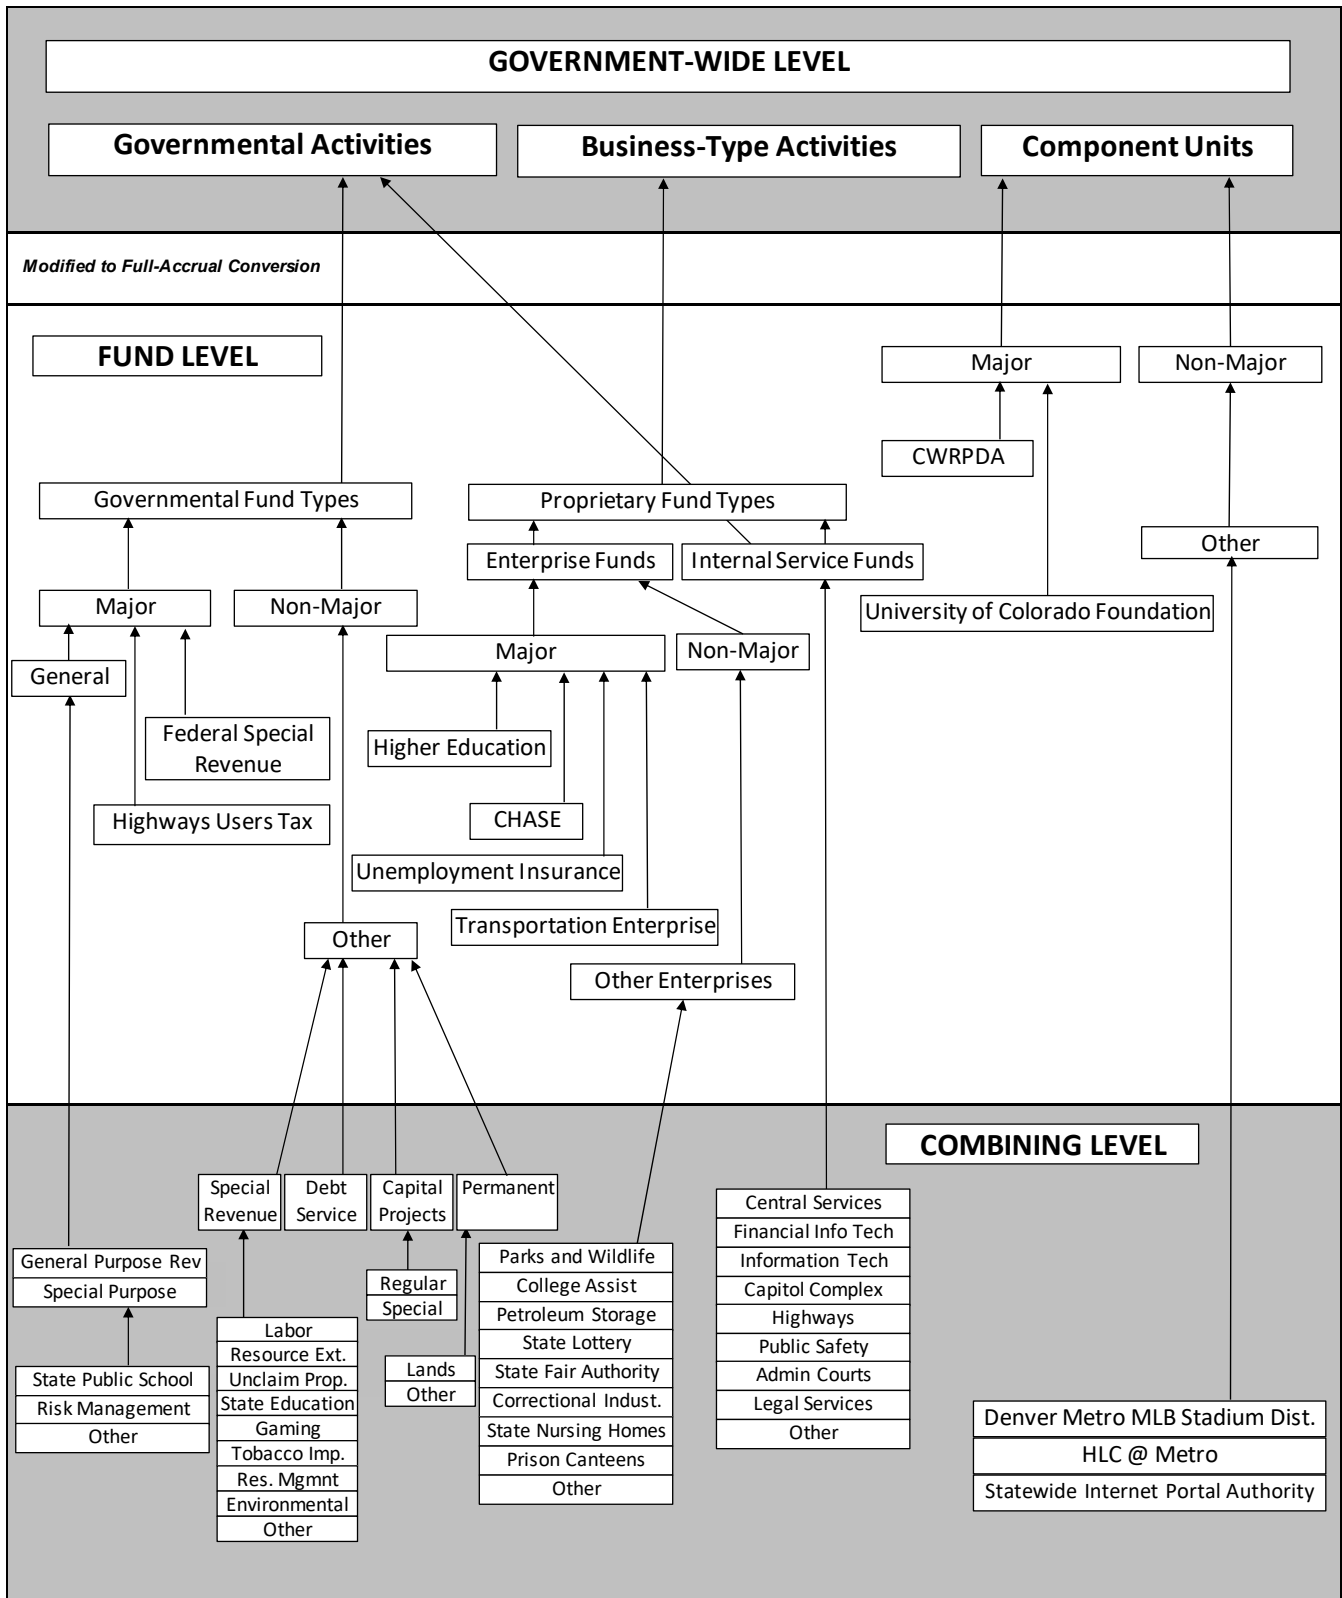 GOVERNMENT-WIDE LEVEL
Governmental Activities
Business-Type Activities
Component Units
Modified to Full-Accrual Conversion
FUND LEVEL
Major
Non-Major
CWRPDA
Governmental Fund Types
Proprietary Fund Types
Other
Enterprise Funds
Internal Service Funds
Major
Non-Major
University of Colorado Foundation
Major
Non-Major
General
Federal Special
Revenue
Higher Education
Highways Users Tax
CHASE
Unemployment Insurance
Transportation Enterprise
Other
Other Enterprises
COMBINING LEVEL
Special
Revenue
Debt
Service
Capital
Projects
Permanent
General Purpose Rev
Special Purpose
State Public School
Risk Management
Other
Labor
Resource Ext.
Unclaim Prop.
State Education
Gaming
Tobacco Imp.
Res. Mgmnt
Environmental
Other
Regular
Special
Lands
Other
Parks and Wildlife
College Assist
Petroleum Storage
State Lottery
State Fair Authority
Correctional Indust.
State Nursing Homes
Prison Canteens
Other
Central Services
Financial Info Tech
Information Tech
Capitol Complex
Highways
Public Safety
Admin Courts
Legal Services
Other
Denver Metro MLB Stadium Dist.
HLC @ Metro
Statewide Internet Portal Authority